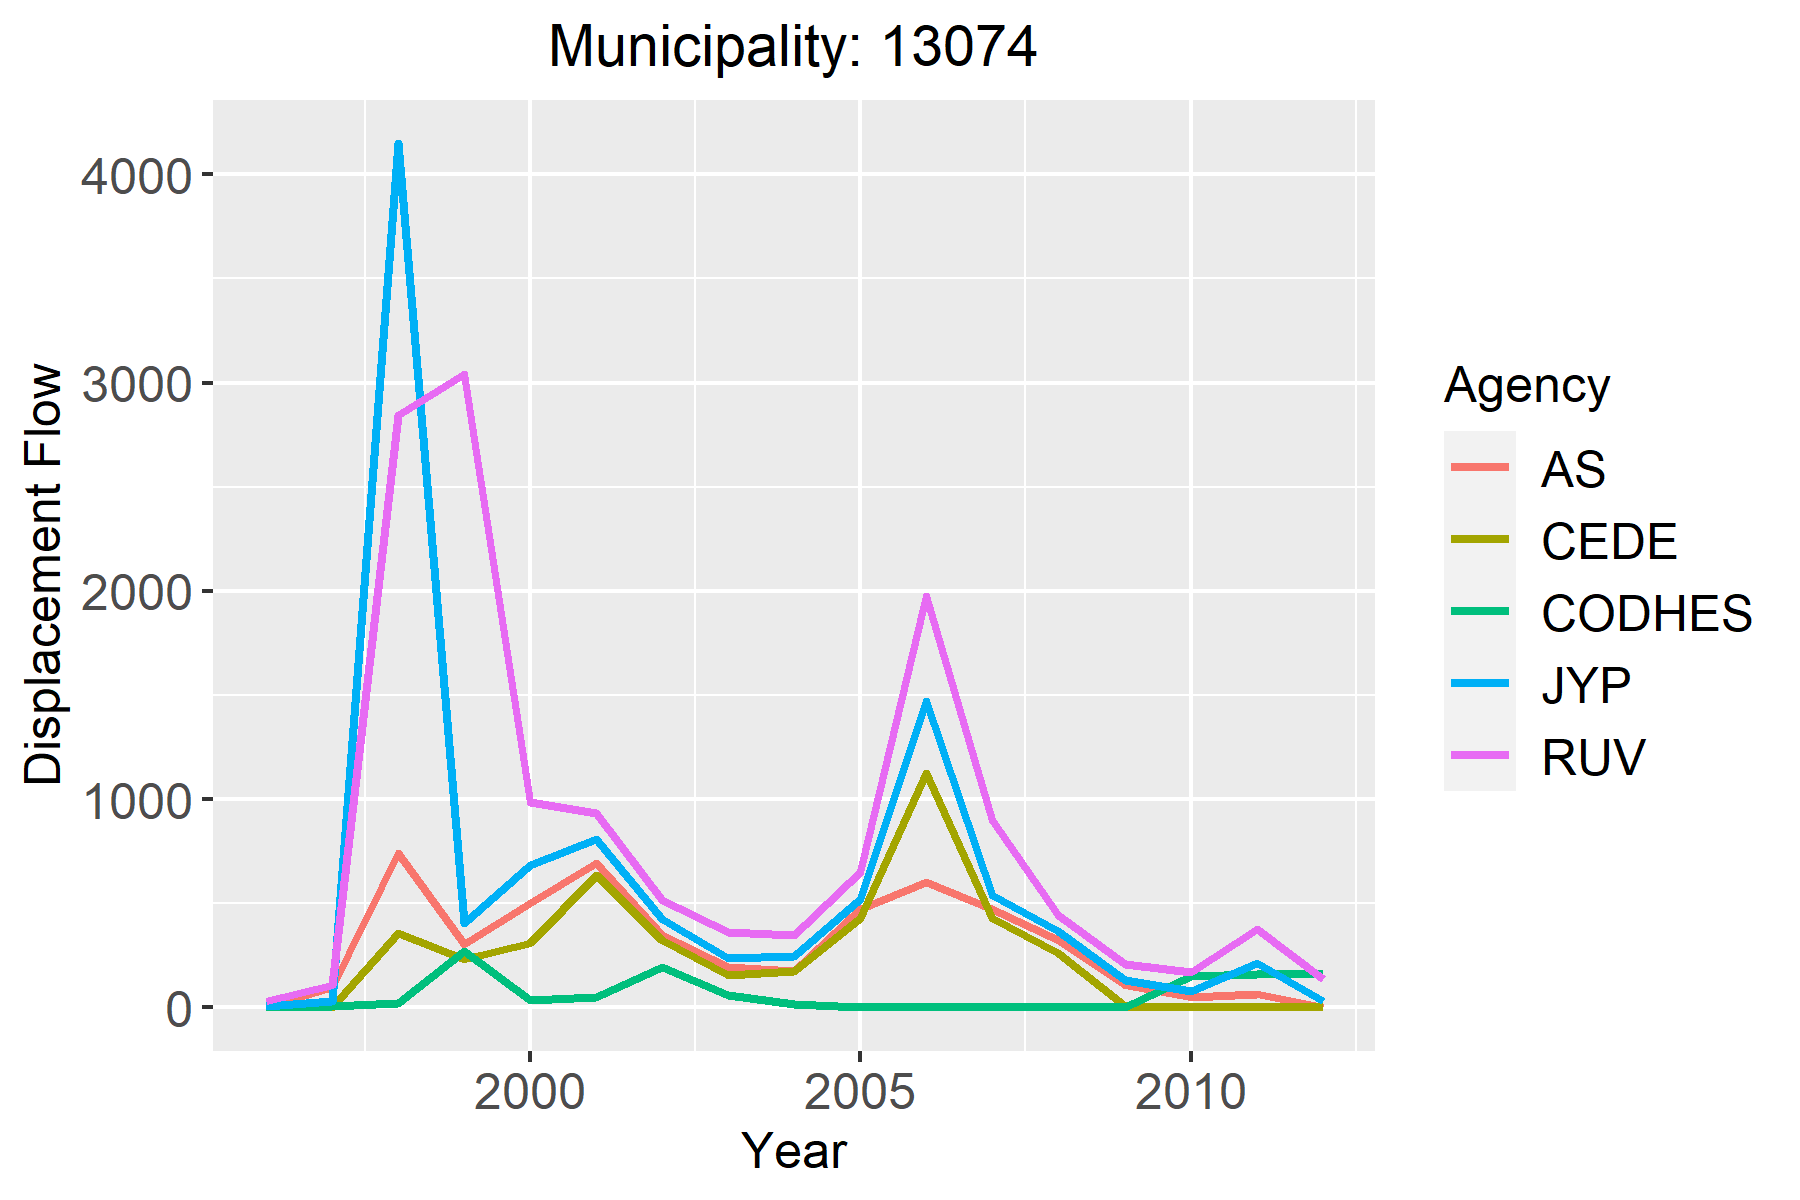 Municipality: 13074
Displacement Flow
4000
3000
2000
1000
0
2000
2005
2010
Year
Agency
AS
CEDE
CODHES
JYP
RUV